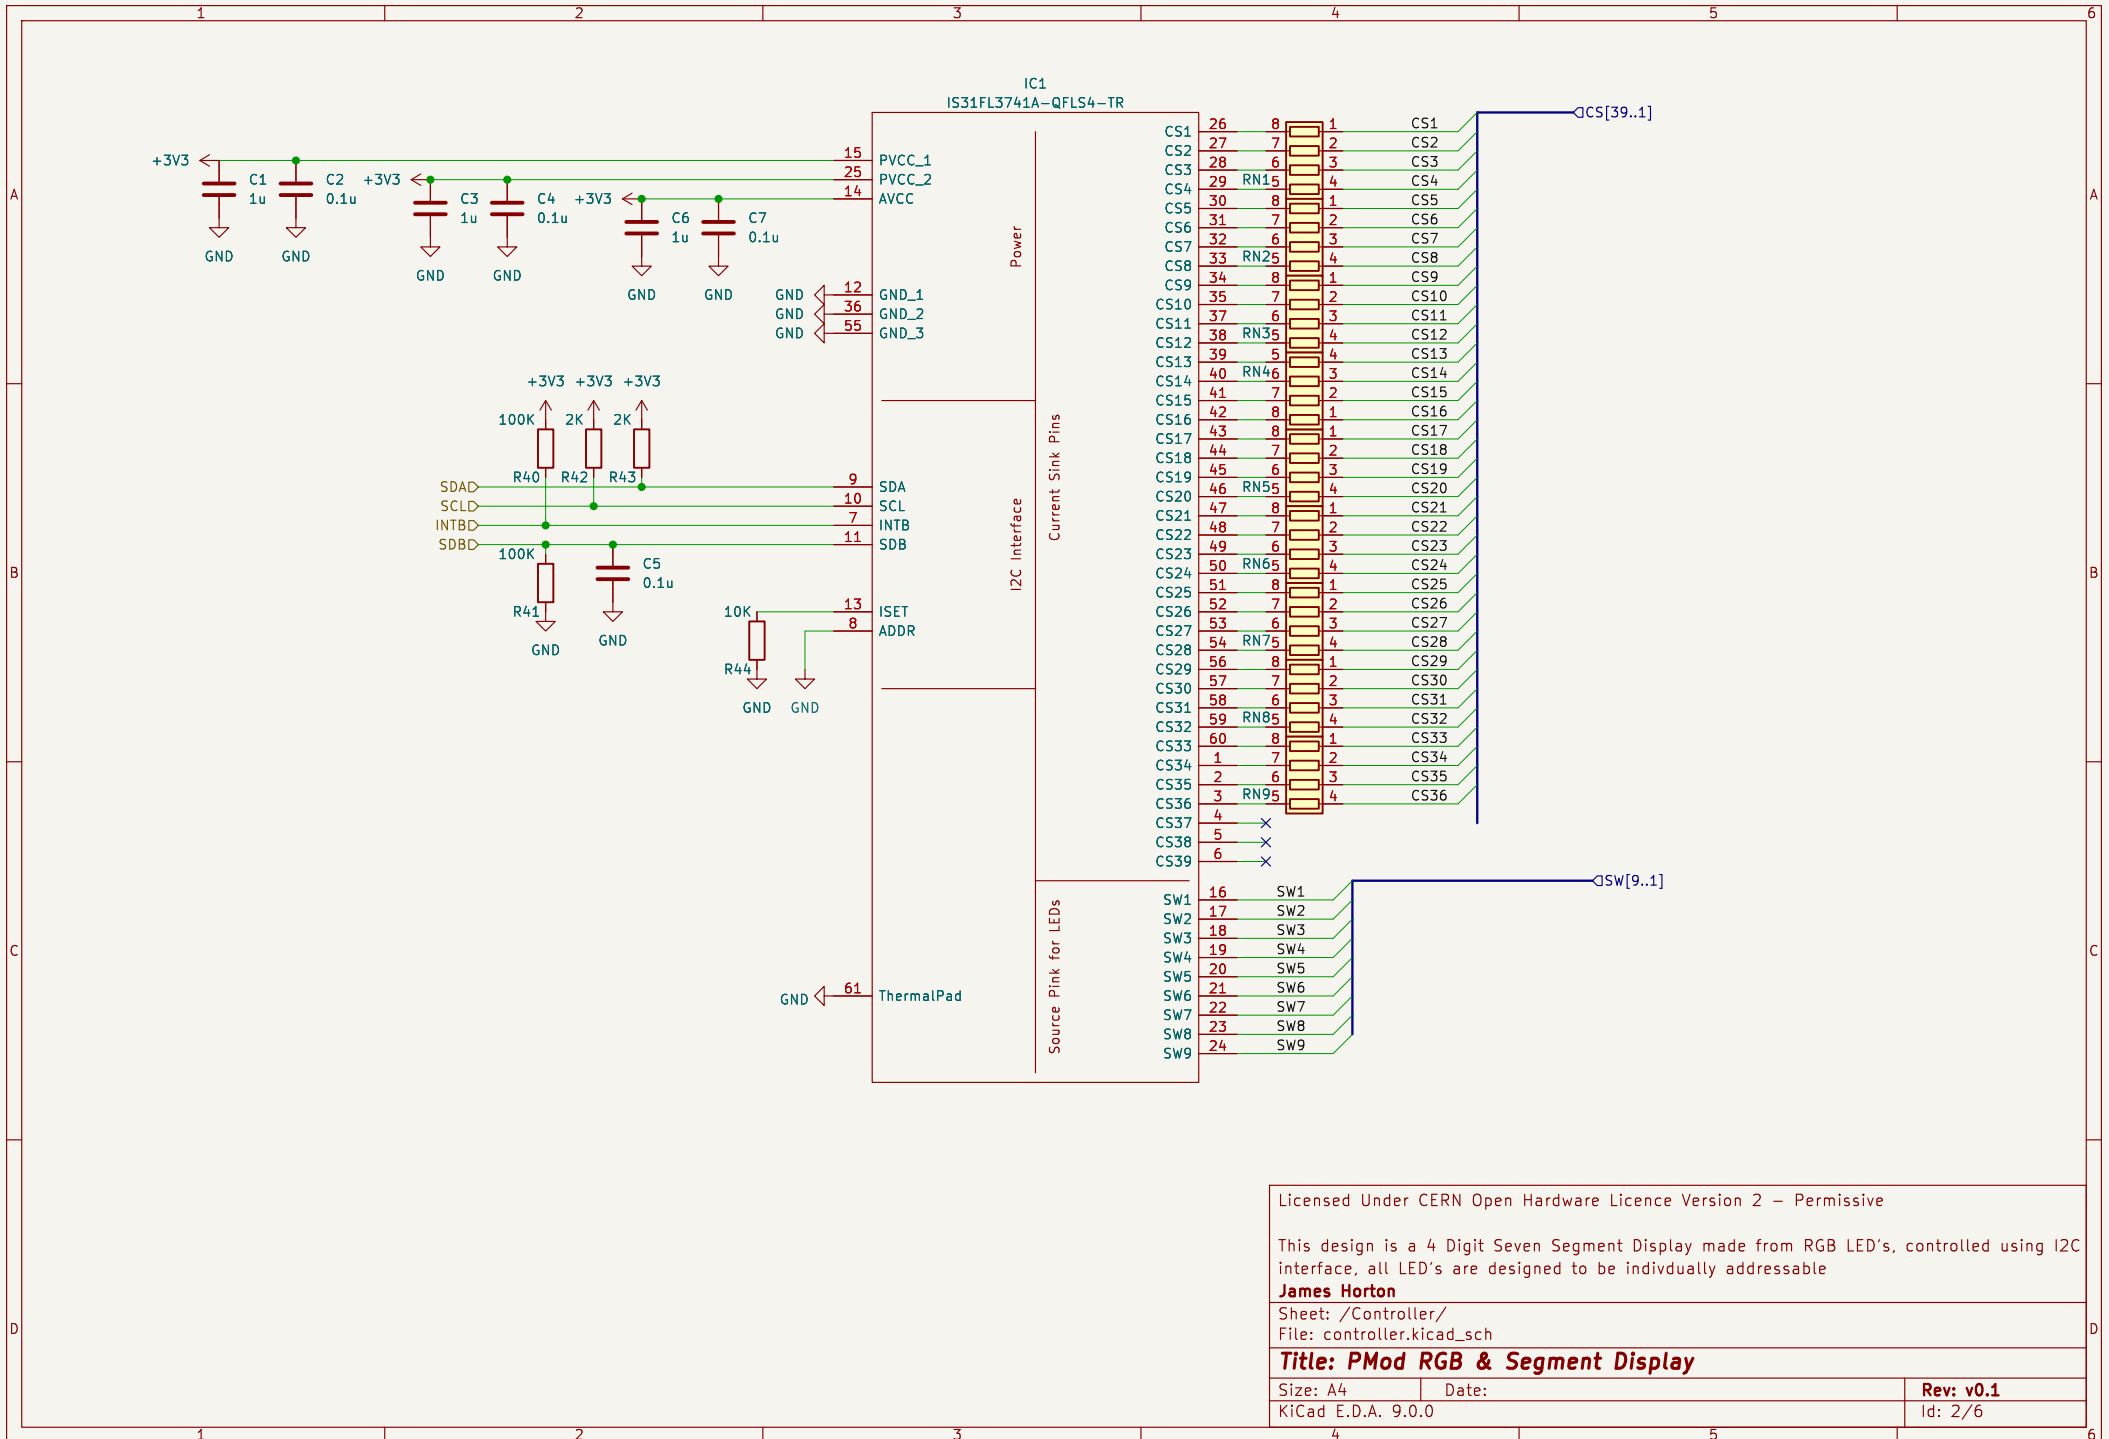 1 2 3 4 5 6
IC1
IS31FL3741A-QFLS4-TR
+3V3
C1
1u
GND
C2
0.1u
GND
+3V3
C3
1u
GND
C4
0.1u
GND
+3V3
C6
1u
GND
C7
0.1u
GND
15 PVCC_1
25 PVCC_2
14 AVCC
GND 12 GND_1
GND 36 GND_2
GND 55 GND_3
Power
+3V3 +3V3 +3V3
100K 2K 2K
R40 R42 R43
SDA 9 SDA
SCL 10 SCL
INTB 7 INTB
SDB 11 SDB
100K
R41
GND
C5
0.1u
GND
I2C Interface
10K 13 ISET
8 ADDR
R44
GND GND
GND 61 ThermalPad
Current Sink Pins
CS1 26 8 1 CS1
CS2 27 7 2 CS2
CS3 28 6 3 CS3
CS4 29 RN1 5 4 CS4
CS5 30 8 1 CS5
CS6 31 7 2 CS6
CS7 32 6 3 CS7
CS8 33 RN2 5 4 CS8
CS9 34 8 1 CS9
CS10 35 7 2 CS10
CS11 37 6 3 CS11
CS12 38 RN3 5 4 CS12
CS13 39 5 4 CS13
CS14 40 RN4 6 3 CS14
CS15 41 7 2 CS15
CS16 42 8 1 CS16
CS17 43 8 1 CS17
CS18 44 7 2 CS18
CS19 45 6 3 CS19
CS20 46 RN5 5 4 CS20
CS21 47 8 1 CS21
CS22 48 7 2 CS22
CS23 49 6 3 CS23
CS24 50 RN6 5 4 CS24
CS25 51 8 1 CS25
CS26 52 7 2 CS26
CS27 53 6 3 CS27
CS28 54 RN7 5 4 CS28
CS29 56 8 1 CS29
CS30 57 7 2 CS30
CS31 58 6 3 CS31
CS32 59 RN8 5 4 CS32
CS33 60 8 1 CS33
CS34 1 7 2 CS34
CS35 2 6 3 CS35
CS36 3 RN9 5 4 CS36
CS37 4
CS38 5
CS39 6
CS[39..1]
Source Pink for LEDs
SW1 16 SW1
SW2 17 SW2
SW3 18 SW3
SW4 19 SW4
SW5 20 SW5
SW6 21 SW6
SW7 22 SW7
SW8 23 SW8
SW9 24 SW9
SW[9..1]
A A
B B
C C
D D
Licensed Under CERN Open Hardware Licence Version 2 – Permissive
This design is a 4 Digit Seven Segment Display made from RGB LED's, controlled using I2C
interface, all LED's are designed to be indivdually addressable
James Horton
Sheet: /Controller/
File: controller.kicad_sch
Title: PMod RGB & Segment Display
Size: A4 Date: Rev: v0.1
KiCad E.D.A. 9.0.0 Id: 2/6
1 2 3 4 5 6